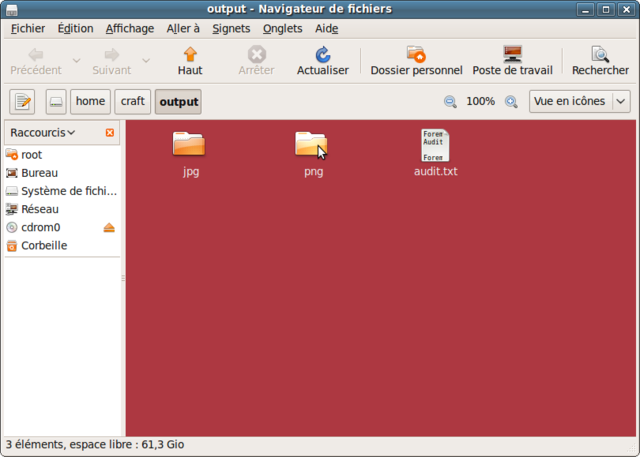 output - Navigateur de fichiers
Fichier Édition Affichage Aller à Signets Onglets Aide
Précédent Suivant Haut Arrêter Actualiser Dossier personnel Poste de travail Rechercher
home craft output 100% Vue en icônes
Raccourcis
root
Bureau
Système de fichi...
Réseau
cdrom0
Corbeille
Forem
Audit
Forem
jpg png audit.txt
3 éléments, espace libre : 61,3 Gio